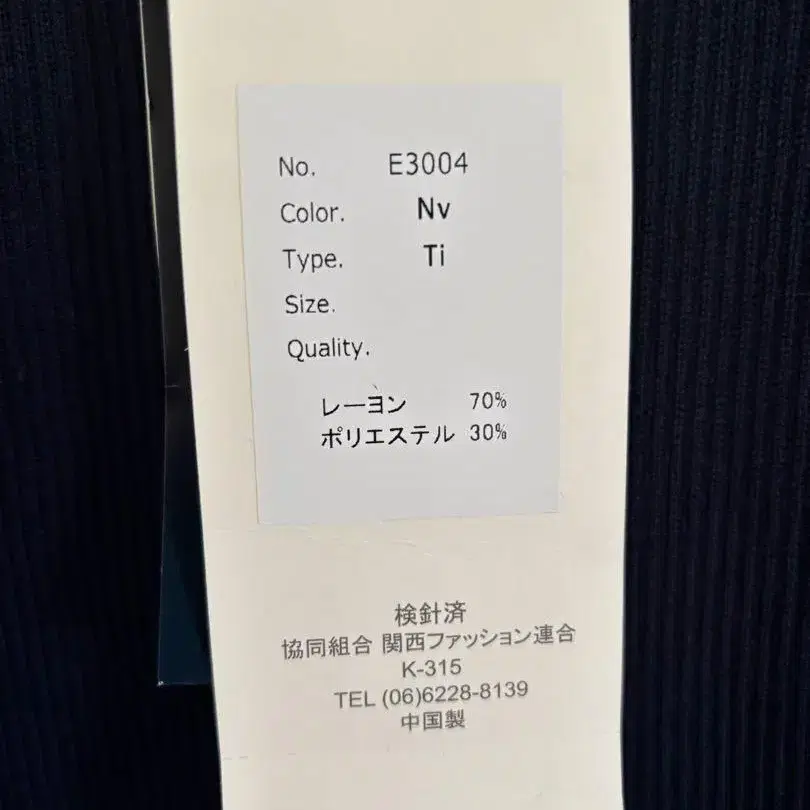 No. E3004
Color. Nv
Type. Ti
Size.
Quality.
レーヨン 70%
ポリエステル 30%
検針済
協同組合 関西ファッション連合
K-315
TEL (06)6228-8139
中国製